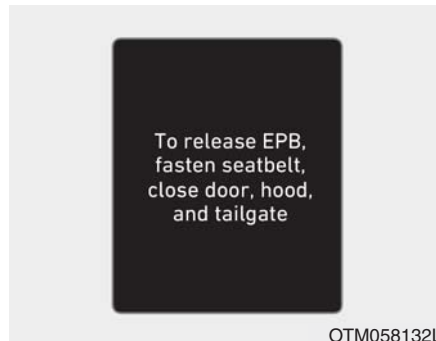 To release EPB,
fasten seatbelt,
close door, hood,
and tailgate
OTM058132L